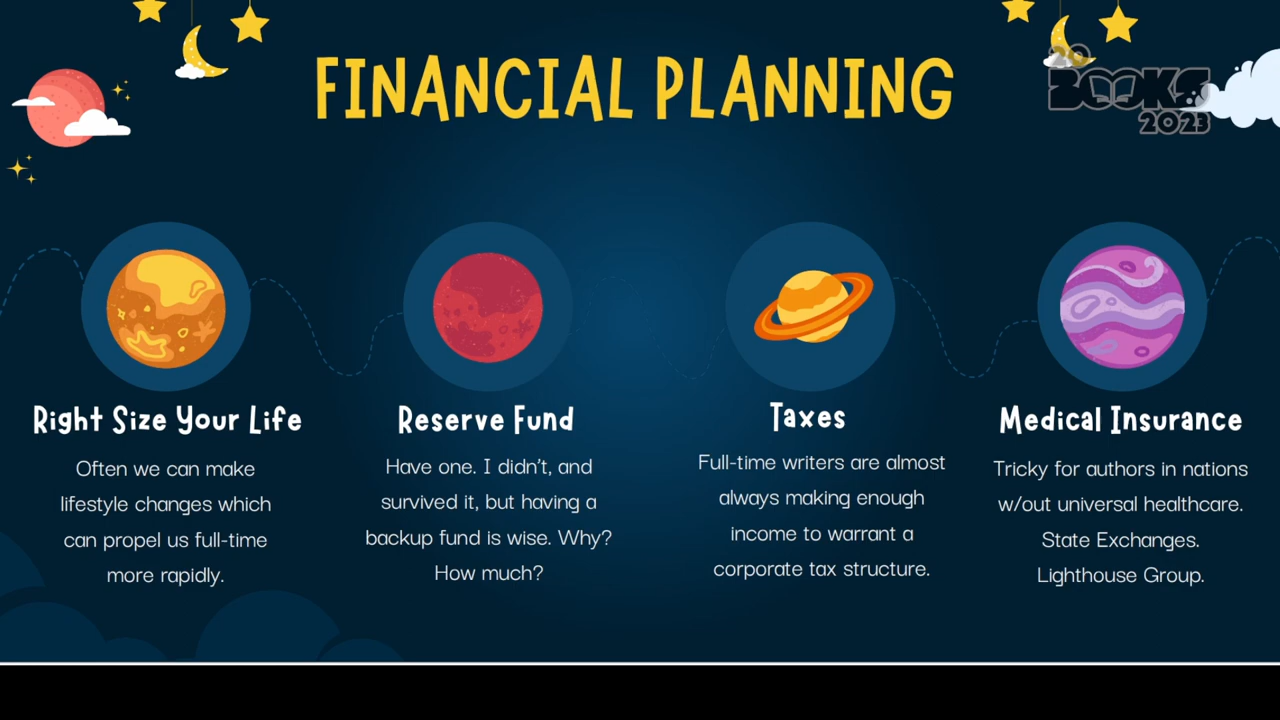 FINANCIAL PLANNING
20
BOOKS
2023
Right Size Your Life
Often we can make
lifestyle changes which
can propel us full-time
more rapidly.
Reserve Fund
Have one. I didn't, and
survived it, but having a
backup fund is wise. Why?
How much?
Taxes
Full-time writers are almost
always making enough
income to warrant a
corporate tax structure.
Medical Insurance
Tricky for authors in nations
w/out universal healthcare.
State Exchanges.
Lighthouse Group.